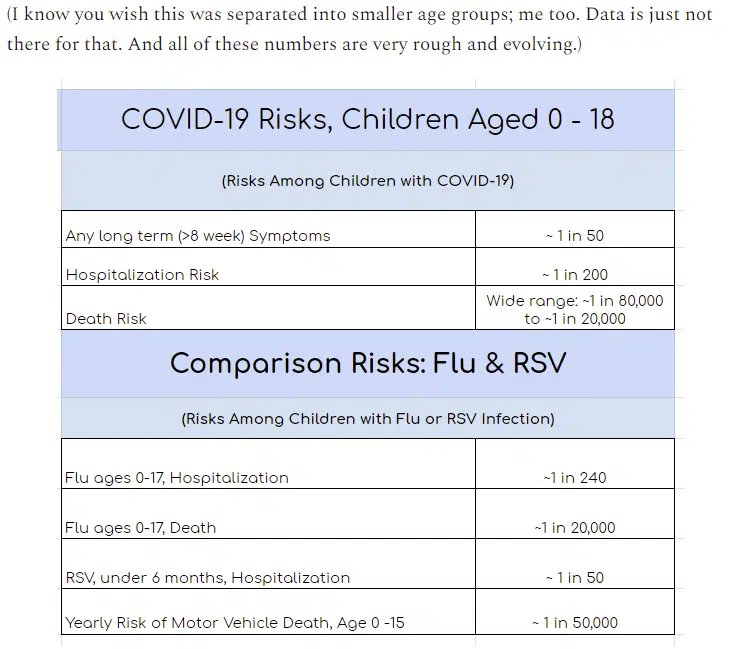 (I know you wish this was separated into smaller age groups; me too. Data is just not
there for that. And all of these numbers are very rough and evolving.)
COVID-19 Risks, Children Aged 0 - 18
(Risks Among Children with COVID-19)
Any long term (>8 week) Symptoms ~ 1 in 50
Hospitalization Risk ~ 1 in 200
Death Risk Wide range: ~1 in 80,000
to ~1 in 20,000
Comparison Risks: Flu & RSV
(Risks Among Children with Flu or RSV Infection)
Flu ages 0-17, Hospitalization ~1 in 240
Flu ages 0-17, Death ~1 in 20,000
RSV, under 6 months, Hospitalization ~ 1 in 50
Yearly Risk of Motor Vehicle Death, Age 0 -15 ~ 1 in 50,000